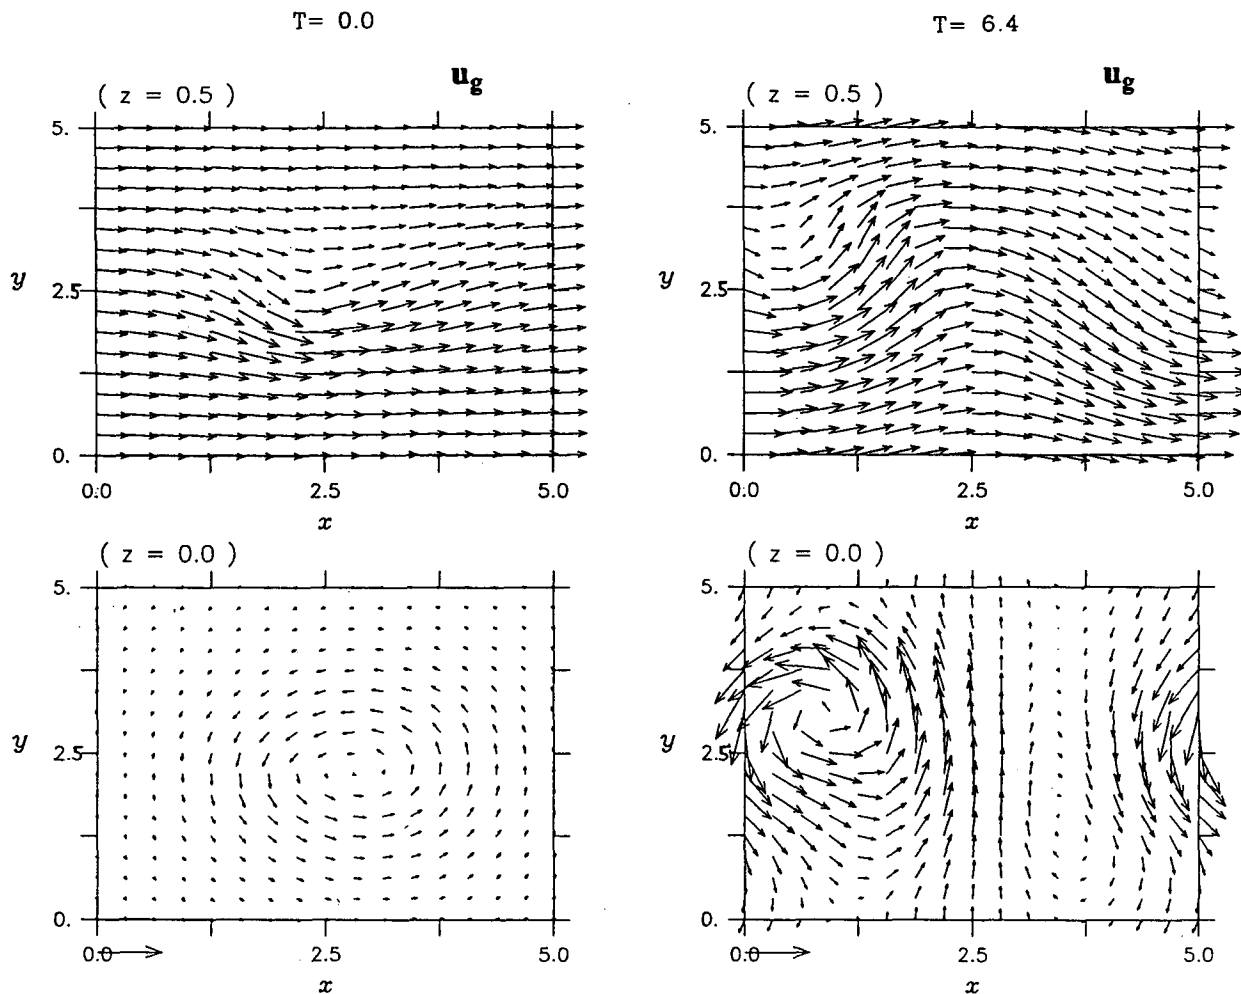 T= 0.0
T= 6.4
( z = 0.5 )
u_g
5.
y
2.5
0.
0.0 2.5 5.0
x
( z = 0.5 )
u_g
5.
y
2.5
0.
0.0 2.5 5.0
x
( z = 0.0 )
5.
y
2.5
0.
0.0 2.5 5.0
x
( z = 0.0 )
5.
y
2.5
0.
0.0 2.5 5.0
x